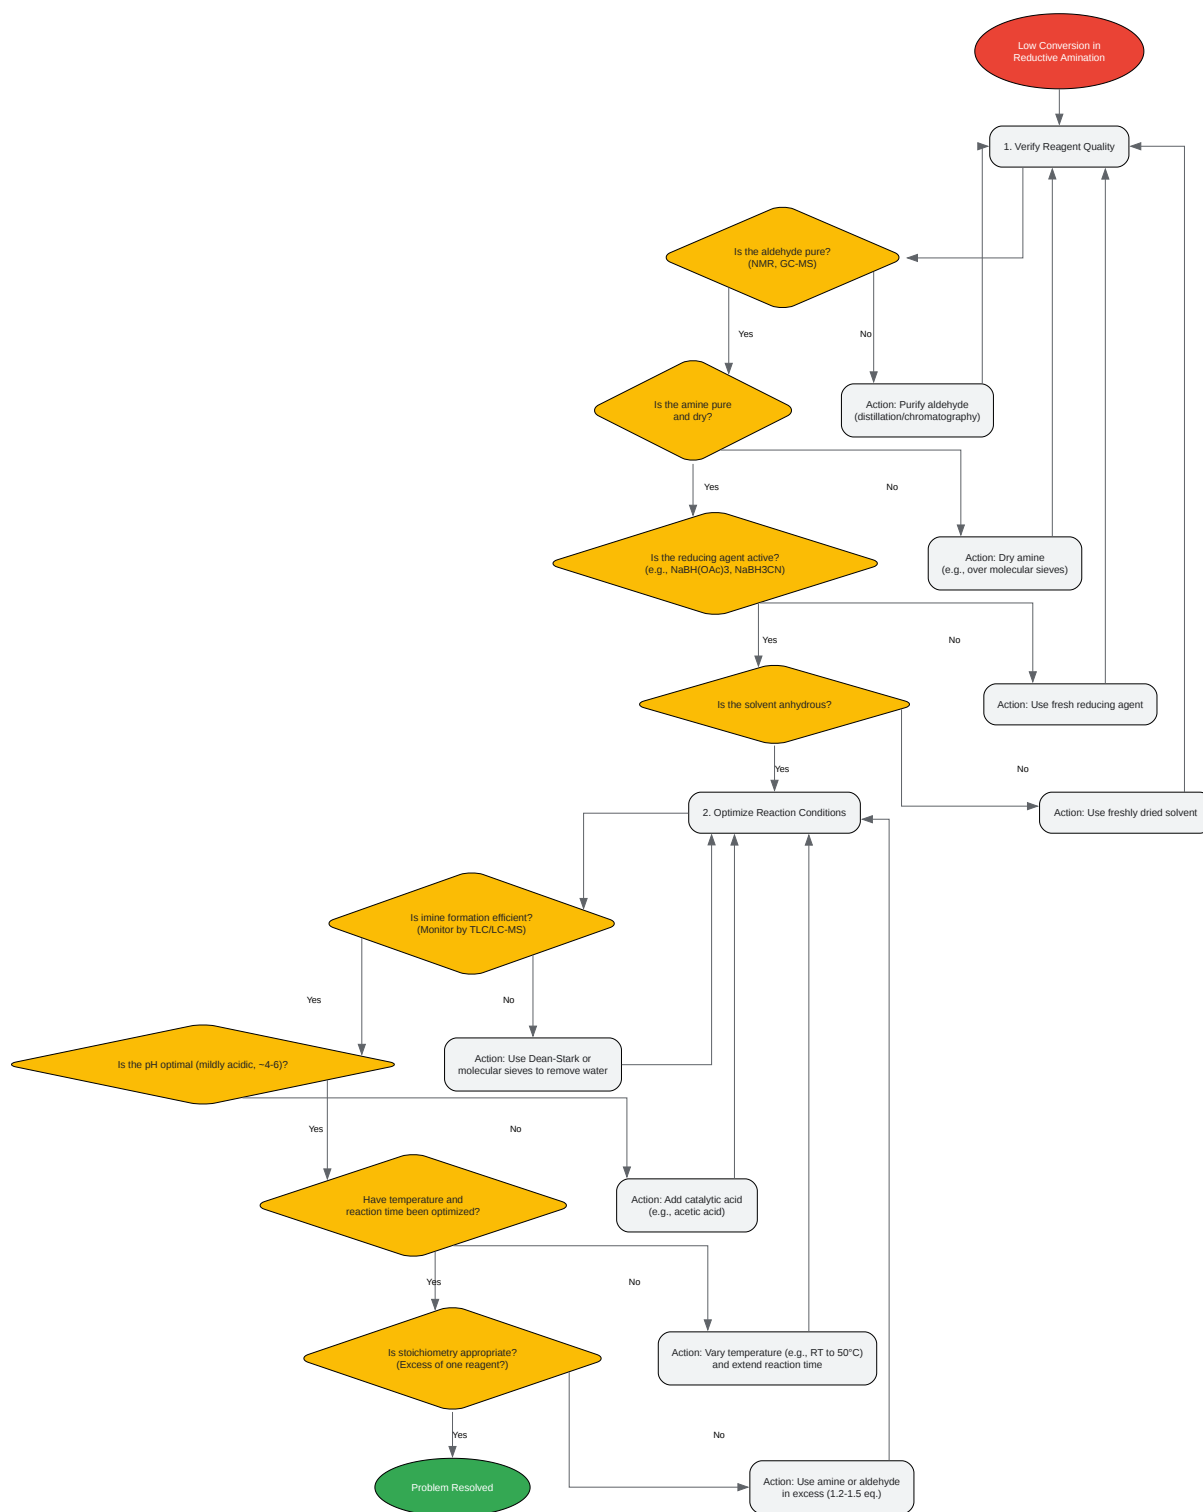 Low Conversion in
Reductive Amination
1. Verify Reagent Quality
Is the aldehyde pure?
(NMR, GC-MS)
Yes
No
Is the amine pure
and dry?
Action: Purify aldehyde
(distillation/chromatography)
Yes
No
Is the reducing agent active?
(e.g., NaBH(OAc)3, NaBH3CN)
Action: Dry amine
(e.g., over molecular sieves)
Yes
No
Is the solvent anhydrous?
Action: Use fresh reducing agent
Yes
No
2. Optimize Reaction Conditions
Action: Use freshly dried solvent
Is imine formation efficient?
(Monitor by TLC/LC-MS)
Yes
No
Is the pH optimal (mildly acidic, ~4-6)?
Action: Use Dean-Stark or
molecular sieves to remove water
Yes
No
Have temperature and
reaction time been optimized?
Action: Add catalytic acid
(e.g., acetic acid)
Yes
No
Is stoichiometry appropriate?
(Excess of one reagent?)
Action: Vary temperature (e.g., RT to 50°C)
and extend reaction time
Yes
No
Problem Resolved
Action: Use amine or aldehyde
in excess (1.2-1.5 eq.)